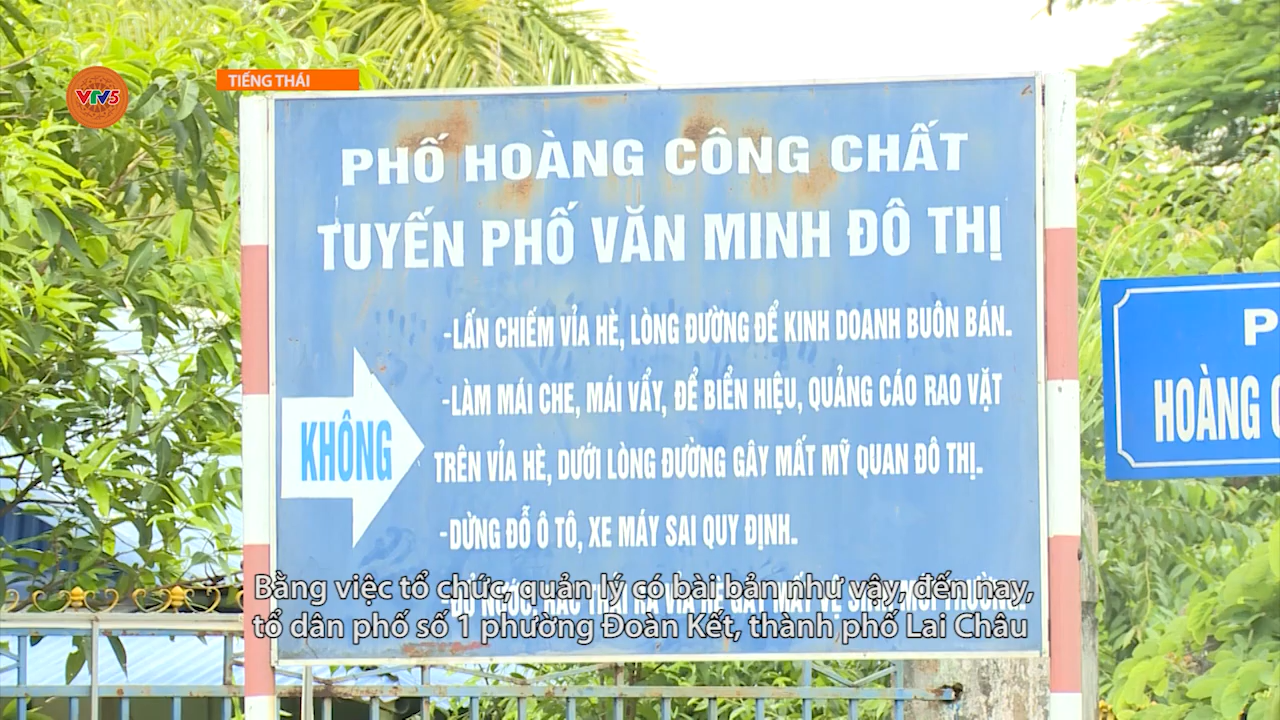 VTV5
TIẾNG THÁI
PHỐ HOÀNG CÔNG CHẤT
TUYẾN PHỐ VĂN MINH ĐÔ THỊ
KHÔNG
-LẤN CHIẾM VỈA HÈ, LÒNG ĐƯỜNG ĐỂ KINH DOANH BUÔN BÁN.
-LÀM MÁI CHE, MÁI VẨY, ĐỂ BIỂN HIỆU, QUẢNG CÁO RAO VẶT
TRÊN VỈA HÈ, DƯỚI LÒNG ĐƯỜNG GÂY MẤT MỸ QUAN ĐÔ THỊ.
-DỪNG ĐỖ Ô TÔ, XE MÁY SAI QUY ĐỊNH.
HOÀNG
Bằng việc tổ chức, quản lý có bài bản như vậy, đến nay,
tổ dân phố số 1 phường Đoàn Kết, thành phố Lai Châu